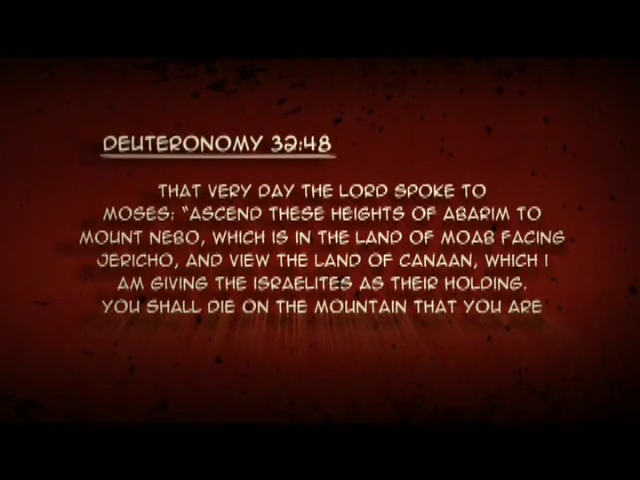 DEUTERONOMY 32:48
THAT VERY DAY THE LORD SPOKE TO
MOSES: "ASCEND THESE HEIGHTS OF ABARIM TO
MOUNT NEBO, WHICH IS IN THE LAND OF MOAB FACING
JERICHO, AND VIEW THE LAND OF CANAAN, WHICH I
AM GIVING THE ISRAELITES AS THEIR HOLDING.
YOU SHALL DIE ON THE MOUNTAIN THAT YOU ARE